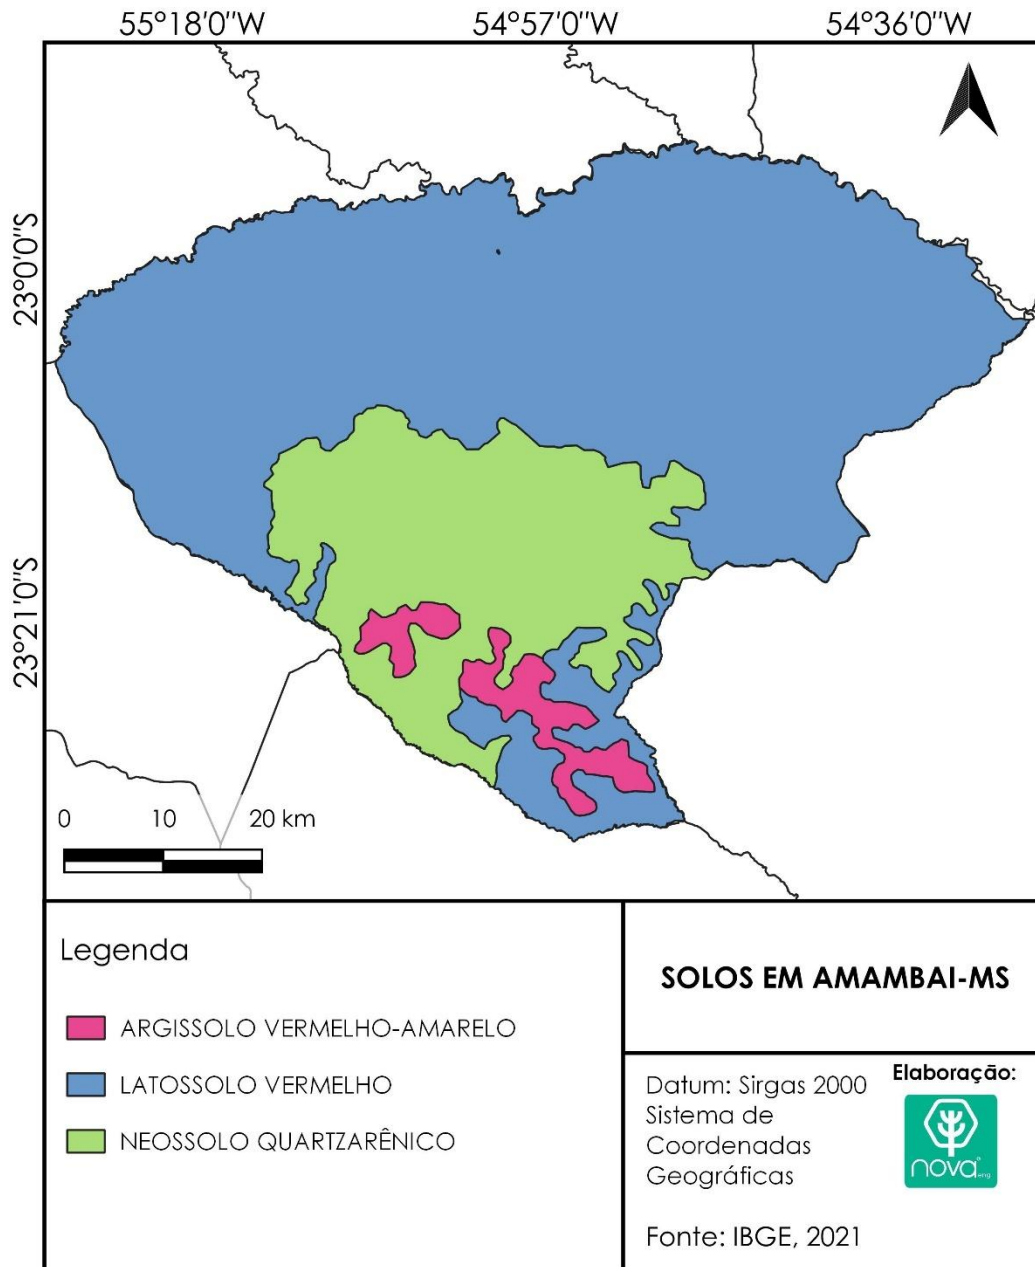 55°18'0"W 54°57'0"W 54°36'0"W
23°0'0"S
23°21'0"S
0 10 20 km
Legenda
ARGISSOLO VERMELHO-AMARELO
LATOSSOLO VERMELHO
NEOSSOLO QUARTZARÊNICO
SOLOS EM AMAMBAI-MS
Datum: Sirgas 2000
Sistema de
Coordenadas
Geográficas
Fonte: IBGE, 2021
Elaboração:
nova
eng